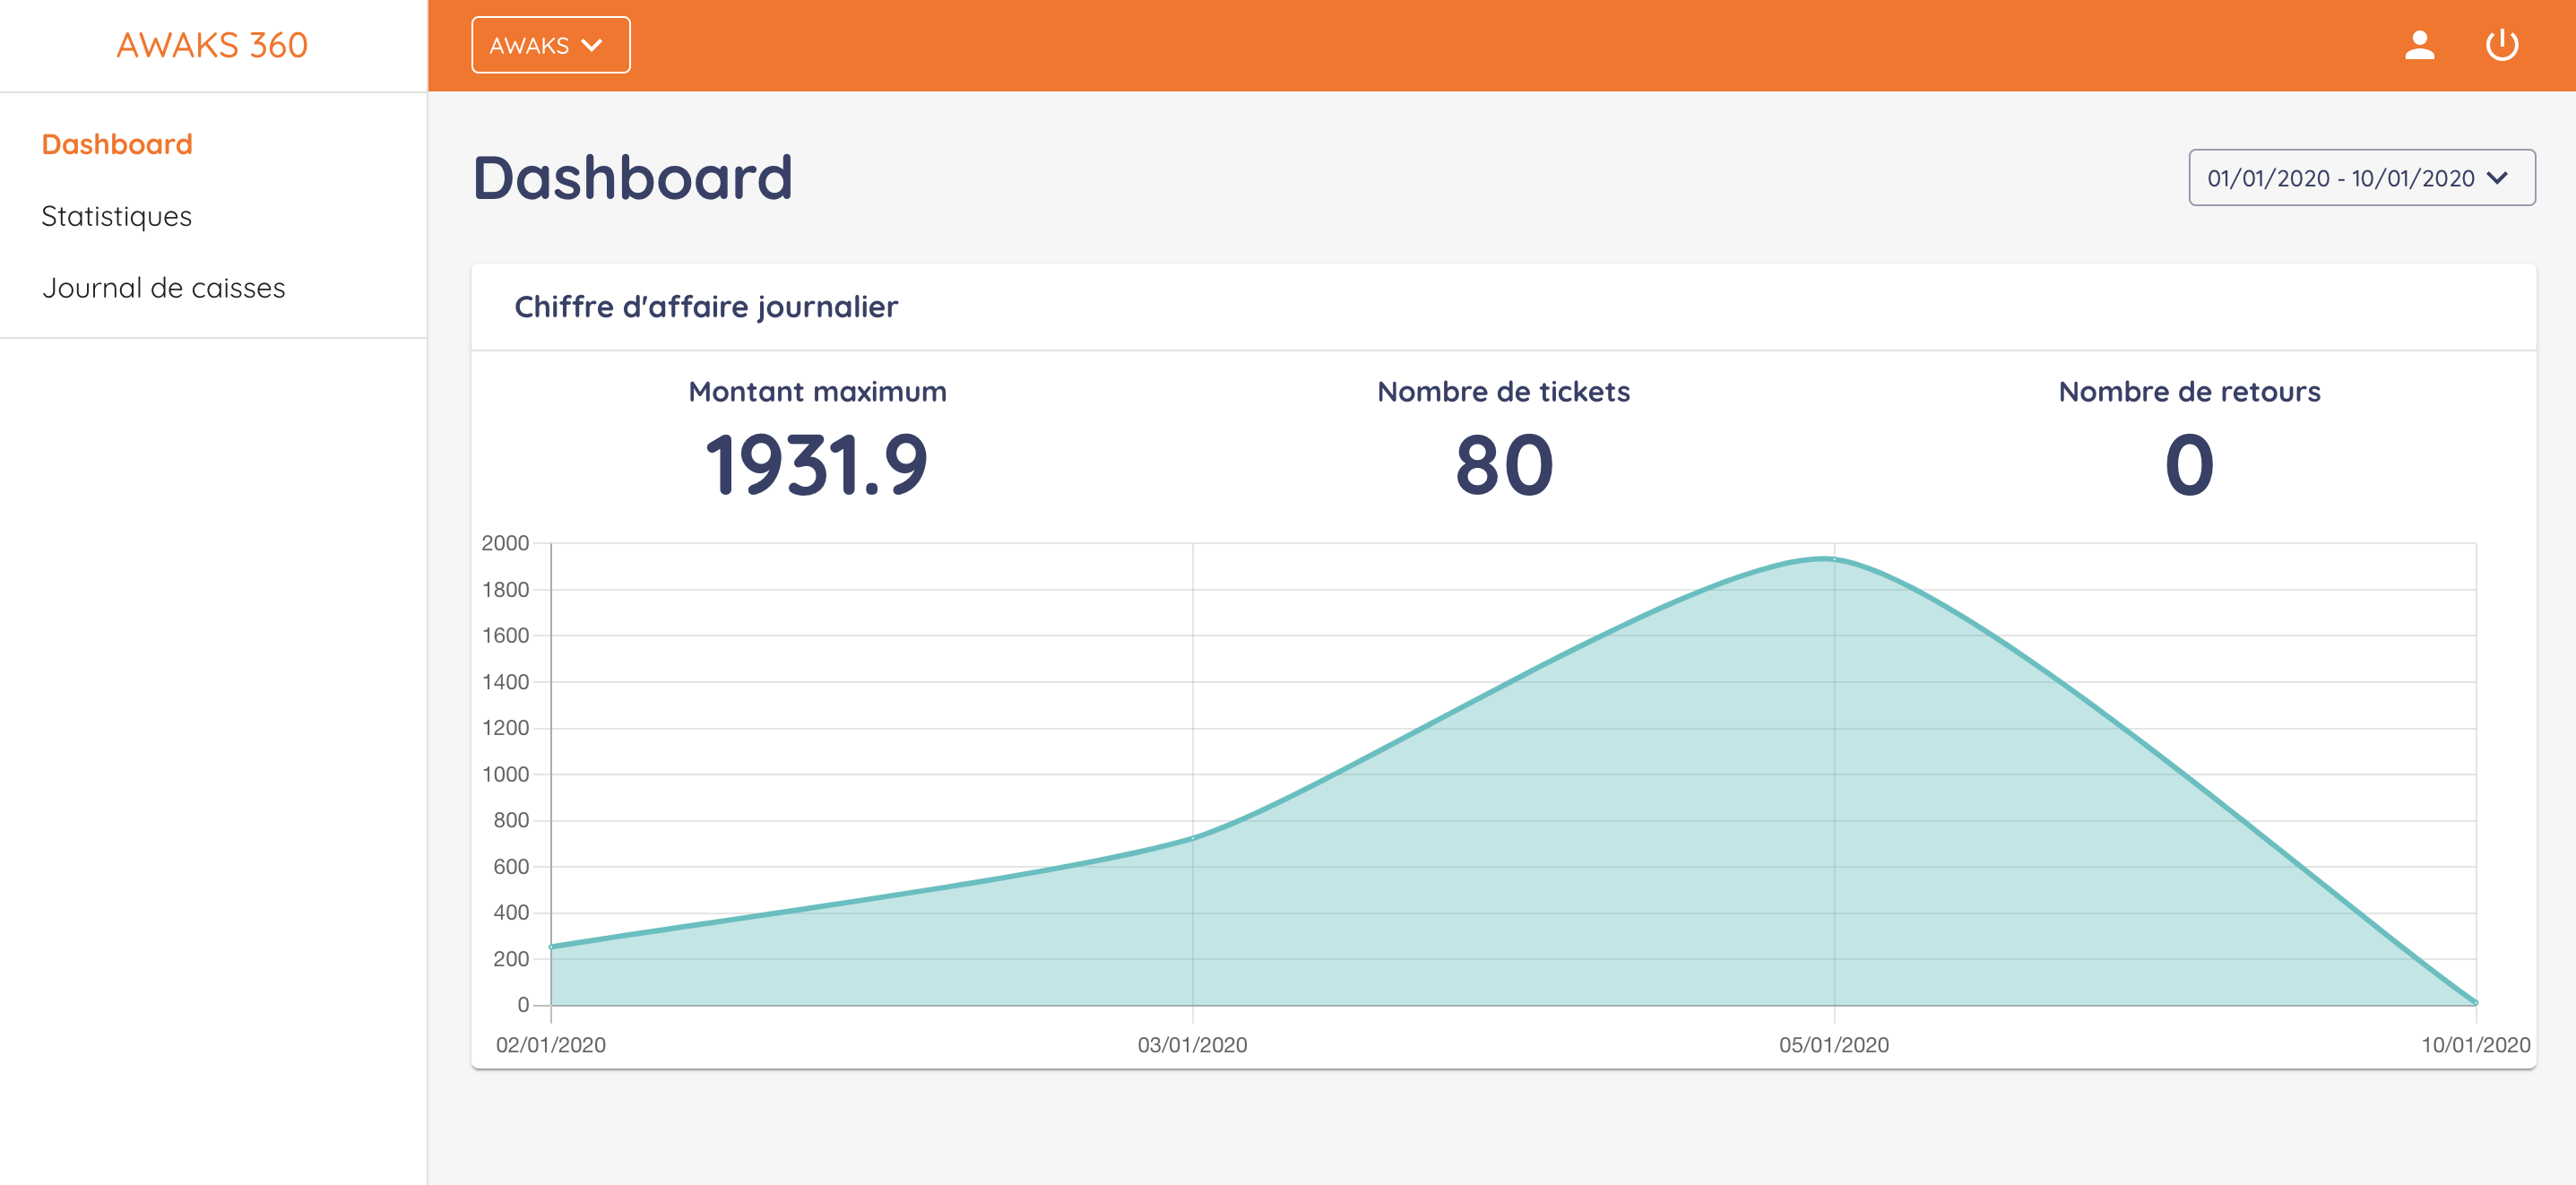 AWAKS 360
AWAKS
Dashboard
Statistiques
Journal de caisses
Dashboard
01/01/2020 - 10/01/2020
Chiffre d'affaire journalier
Montant maximum
1931.9
Nombre de tickets
80
Nombre de retours
0
2000
1800
1600
1400
1200
1000
800
600
400
200
0
02/01/2020
03/01/2020
05/01/2020
10/01/2020